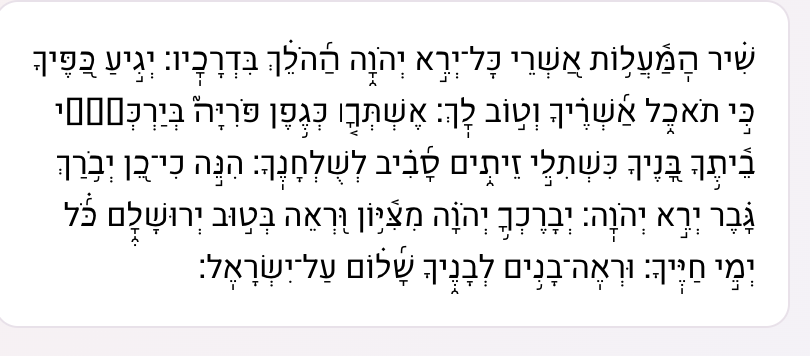 שִׁ֗יר הַֽמַּ֫עֲל֥וֹת אַ֭שְׁרֵי כׇּל־יְרֵ֣א יְהֹוָ֑ה הַ֝הֹלֵ֗ךְ בִּדְרָכָֽיו׃ יְגִ֣יעַ כַּ֭פֶּיךָ
כִּ֣י תֹאכֵ֑ל אַ֝שְׁרֶ֗יךָ וְט֣וֹב לָֽךְ׃ אֶשְׁתְּךָ֤׀ כְּגֶ֥פֶן פֹּרִיָּה֮
בֵ֫יתֶ֥ךָ בָּ֭נֶיךָ כִּשְׁתִלֵ֣י זֵיתִ֑ים סָ֝בִ֗יב לְשֻׁלְחָנֶֽךָ׃ הִנֵּ֣ה כִי־כֵ֭ן יְבֹ֥רַךְ
גָּ֗בֶר יְרֵ֣א יְהֹוָֽה׃ יְבָרֶכְךָ֥ יְהֹוָ֗ה מִצִּ֫יּ֥וֹן וּ֭רְאֵה בְּט֣וּב יְרוּשָׁלָ֑͏ִם כֹּ֝֗ל
יְמֵ֣י חַיֶּֽיךָ׃ וּרְאֵֽה־בָנִ֥ים לְבָנֶ֑יךָ שָׁ֝ל֗וֹם עַל־יִשְׂרָאֵֽל׃